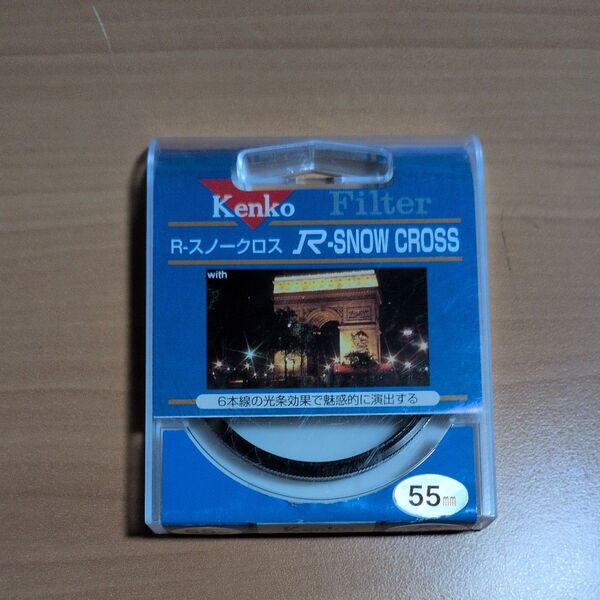 Kenko Filter
R-スノークロス R-SNOW CROSS
with
6本線の光条効果で魅惑的に演出する
55mm